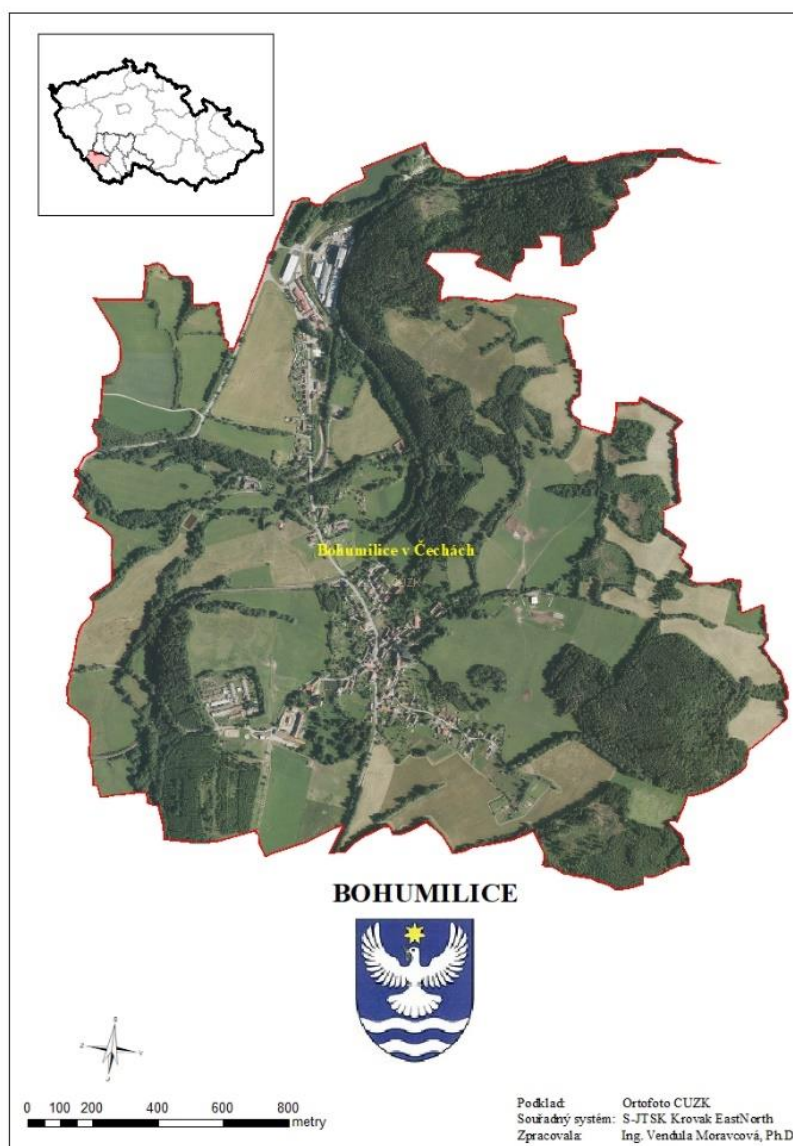 Bohumilice v Čechách
ČÚZK
BOHUMILICE
S
Z
V
J
0 100 200 400 600 800
metry
Podklad: Ortofoto CUZK
Souřadný systém: S-JTSK Krovak EastNorth
Zpracovala: Ing. Vendula Moravcová, Ph.D